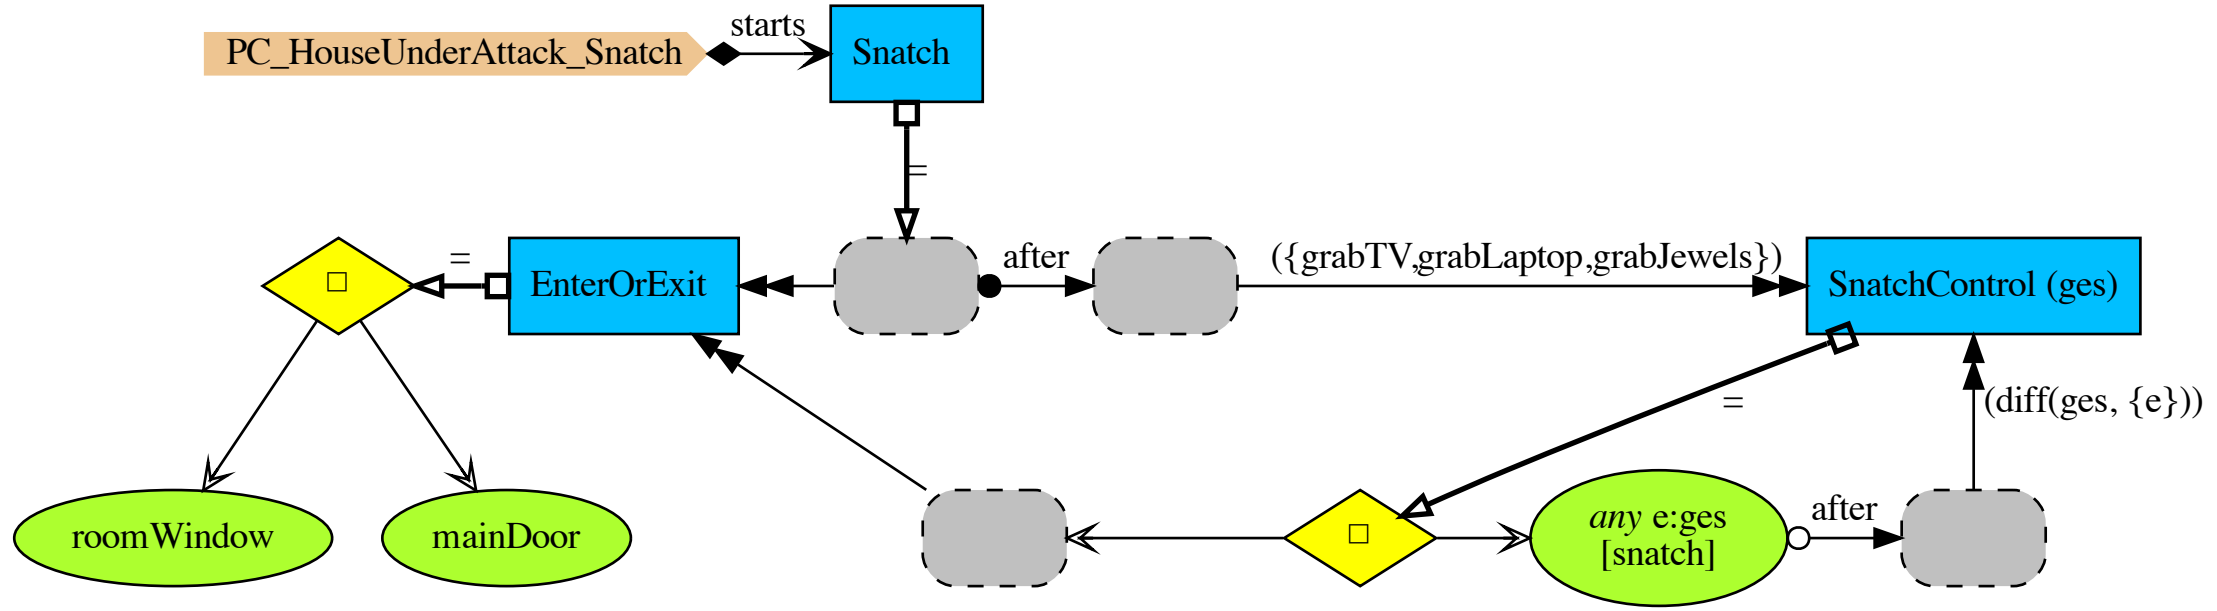 starts
PC_HouseUnderAttack_Snatch
Snatch
=
=
EnterOrExit
after
({grabTV,grabLaptop,grabJewels})
SnatchControl (ges)
□
=
(diff(ges, {e}))
roomWindow
mainDoor
□
any e:ges
[snatch]
after